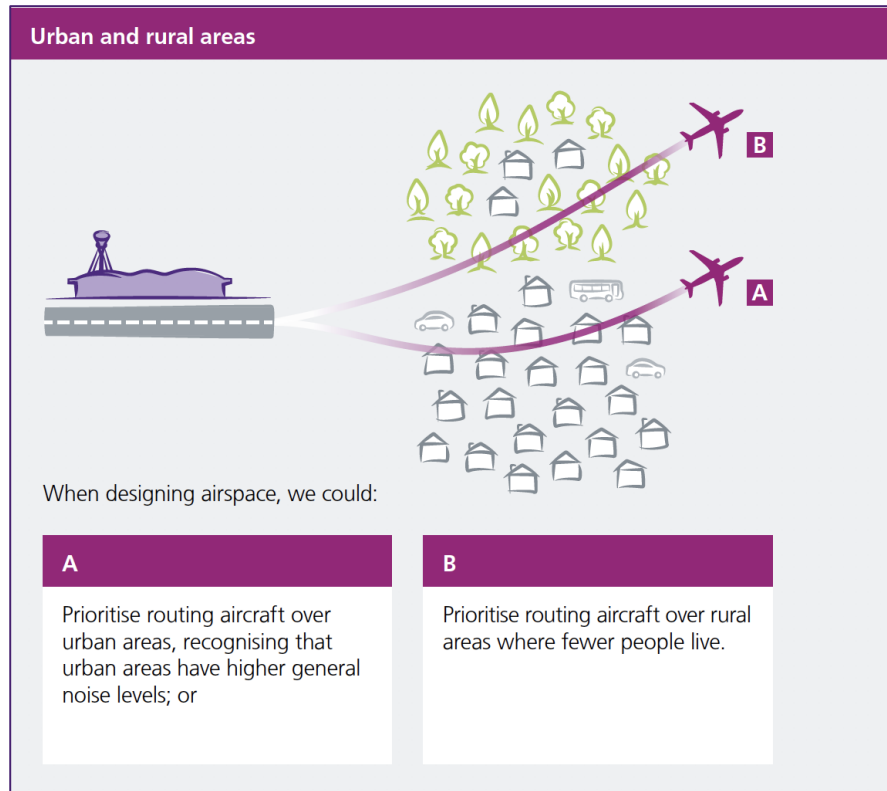 Urban and rural areas
B
A
When designing airspace, we could:
A
Prioritise routing aircraft over
urban areas, recognising that
urban areas have higher general
noise levels; or
B
Prioritise routing aircraft over rural
areas where fewer people live.